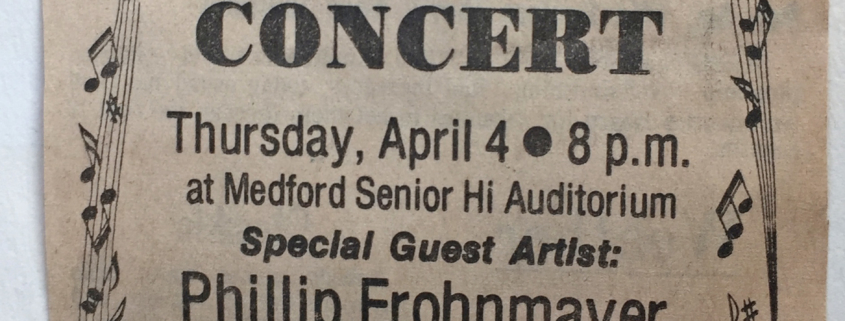 CONCERT
Thursday, April 4 ● 8 p.m.
at Medford Senior Hi Auditorium
Special Guest Artist:
Phillip Frohnmayer